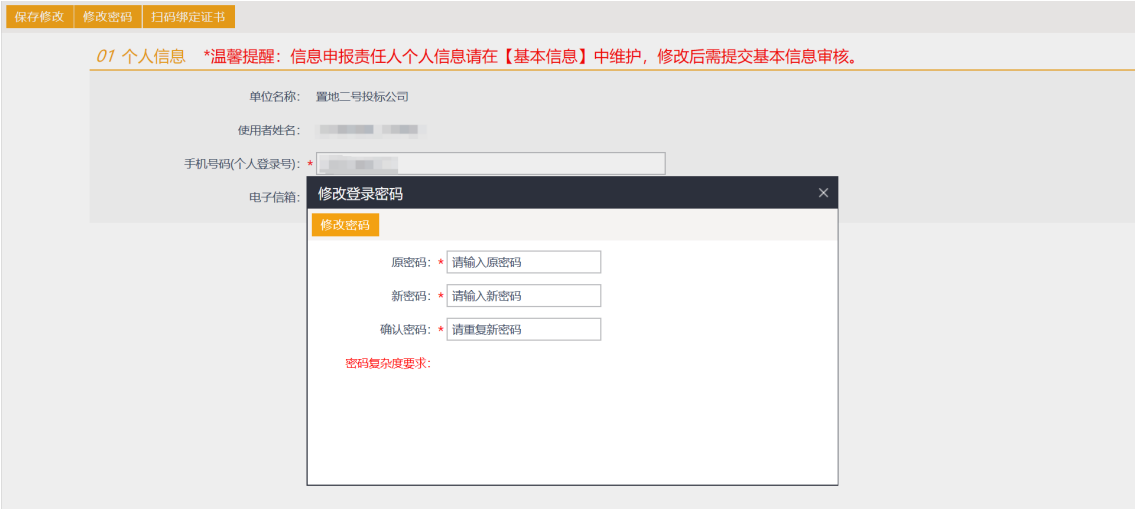 保存修改 修改密码 扫码绑定证书
01 个人信息 *温馨提醒：信息申报责任人个人信息请在【基本信息】中维护，修改后需提交基本信息审核。
单位名称： 置地二号投标公司
使用者姓名：
手机号码(个人登录号)： *
电子信箱：
修改登录密码 ×
修改密码
原密码： * 请输入原密码
新密码： * 请输入新密码
确认密码： * 请重复新密码
密码复杂度要求：